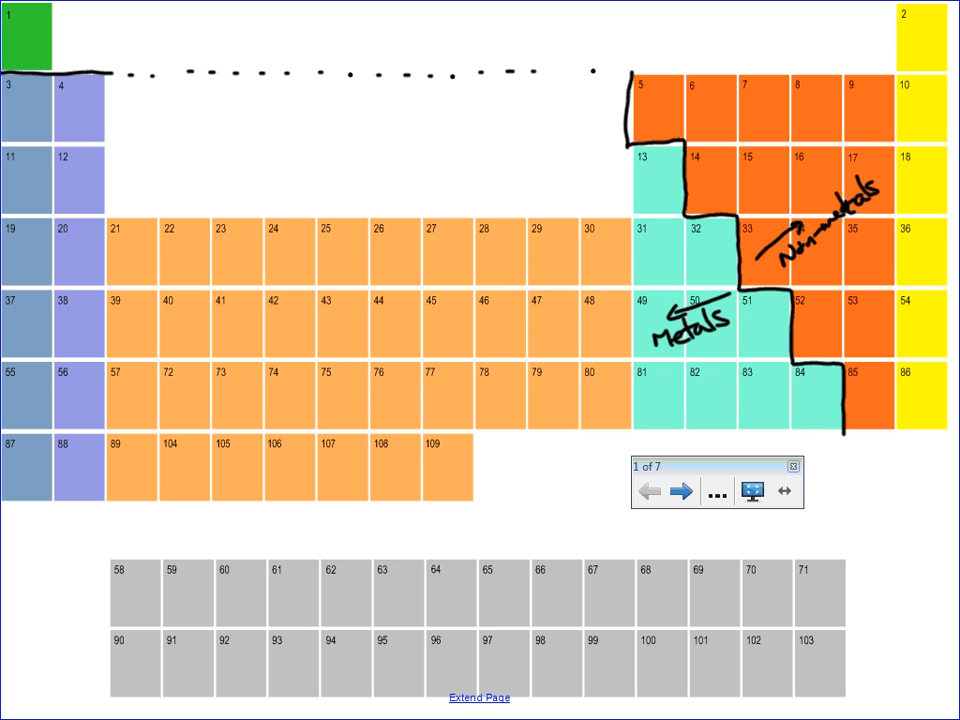 1 2
3 4 5 6 7 8 9 10
11 12 13 14 15 16 17 18
19 20 21 22 23 24 25 26 27 28 29 30 31 32 33 35 36
Non-metals
37 38 39 40 41 42 43 44 45 46 47 48 49 50 51 52 53 54
Metals
55 56 57 72 73 74 75 76 77 78 79 80 81 82 83 84 85 86
87 88 89 104 105 106 107 108 109
1 of 7
...
58 59 60 61 62 63 64 65 66 67 68 69 70 71
90 91 92 93 94 95 96 97 98 99 100 101 102 103
Extend Page